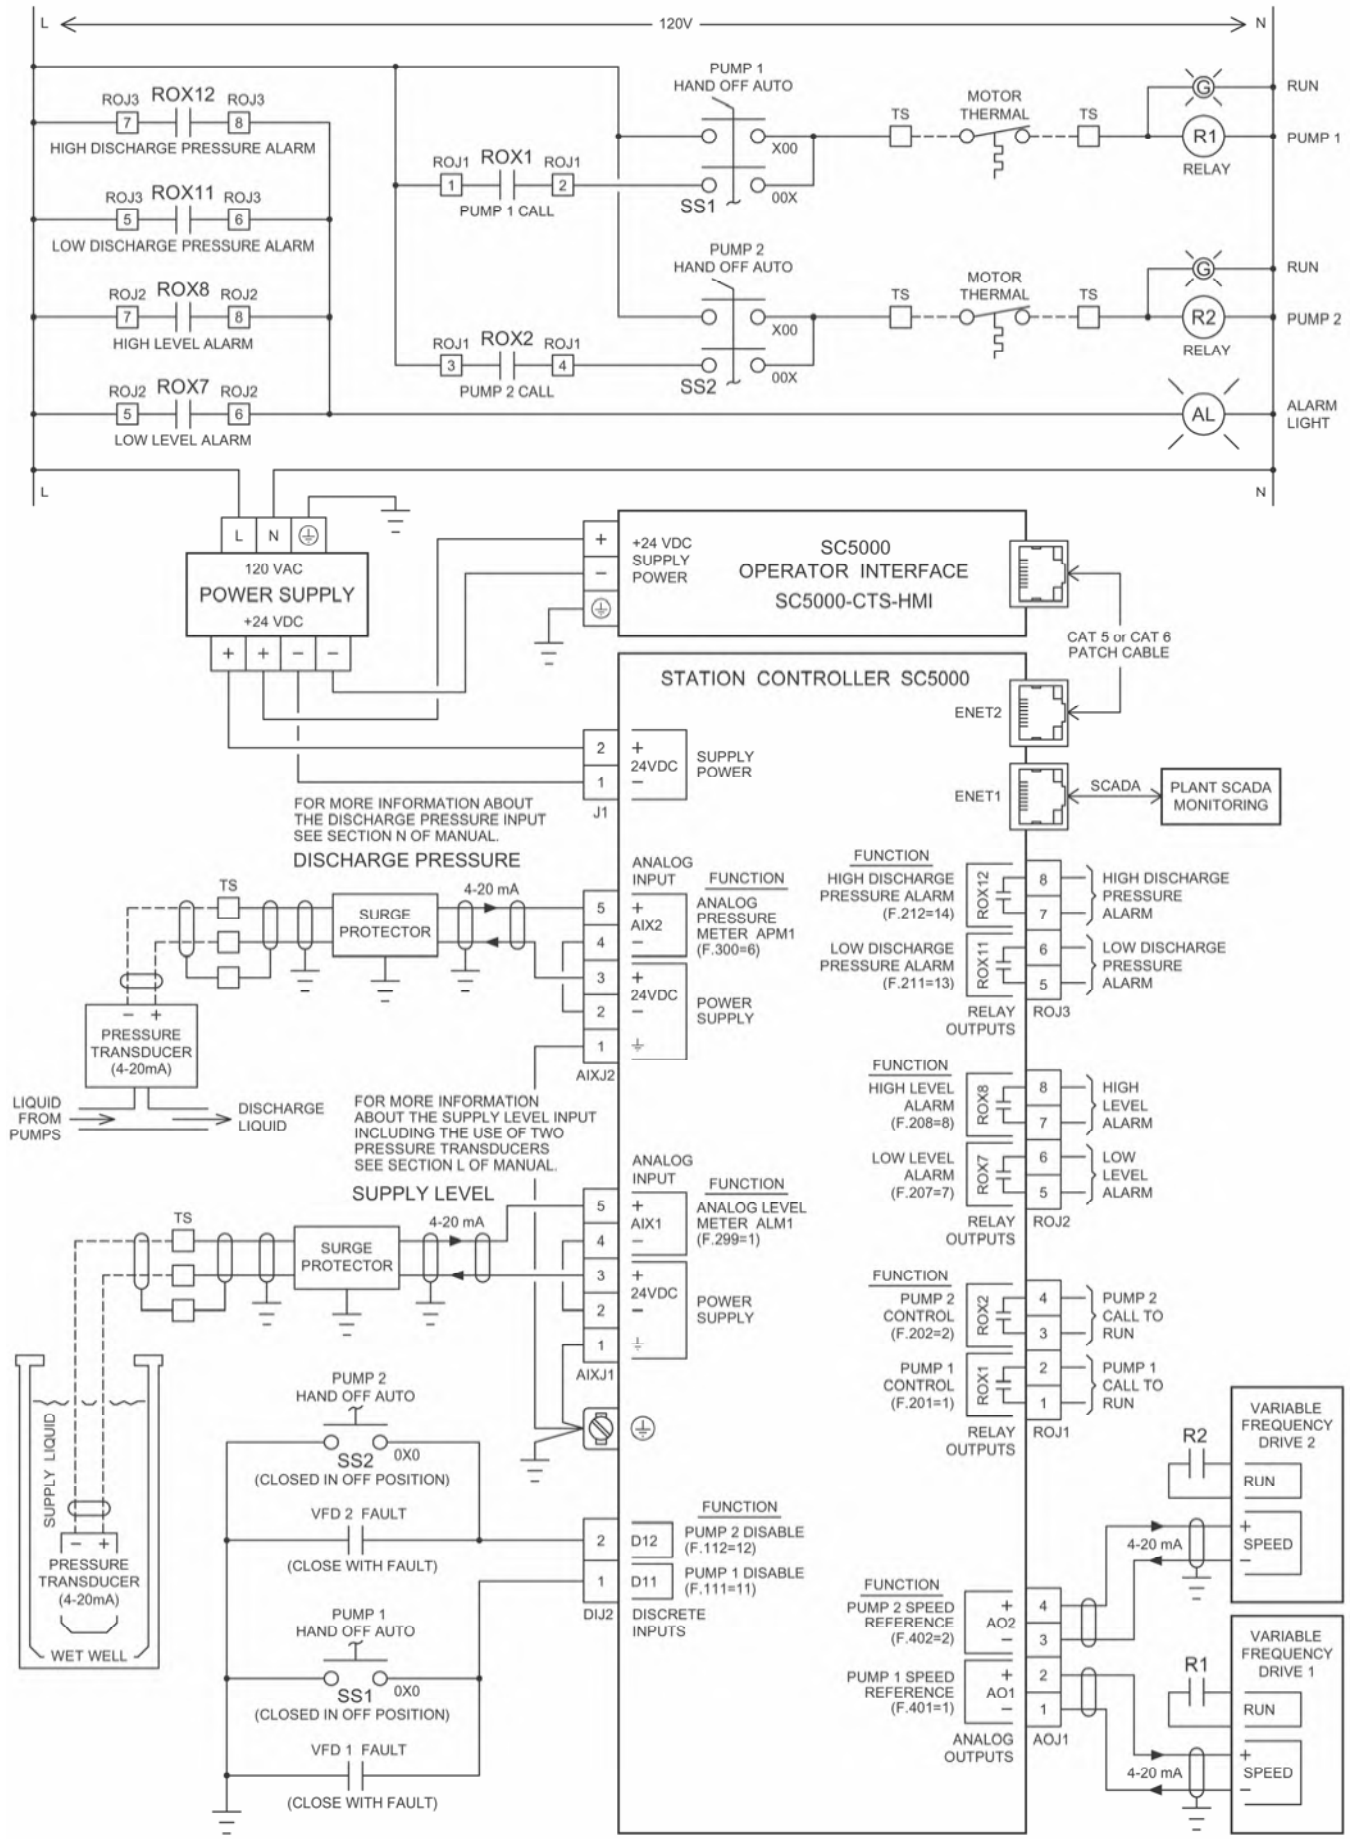 L
120V
N
PUMP 1
HAND OFF AUTO
ROJ3 ROX12 ROJ3
7 8
HIGH DISCHARGE PRESSURE ALARM
X00
TS
MOTOR
THERMAL
TS
G
RUN
R1
PUMP 1
RELAY
ROJ1 ROX1 ROJ1
1 2
PUMP 1 CALL
SS1
00X
ROJ3 ROX11 ROJ3
5 6
LOW DISCHARGE PRESSURE ALARM
PUMP 2
HAND OFF AUTO
ROJ2 ROX8 ROJ2
7 8
HIGH LEVEL ALARM
X00
TS
MOTOR
THERMAL
TS
G
RUN
R2
PUMP 2
RELAY
ROJ1 ROX2 ROJ1
3 4
PUMP 2 CALL
SS2
00X
ROJ2 ROX7 ROJ2
5 6
LOW LEVEL ALARM
AL
ALARM
LIGHT
L
N
L N
120 VAC
POWER SUPPLY
+24 VDC
+ + − −
+
−
+24 VDC
SUPPLY
POWER
SC5000
OPERATOR INTERFACE
SC5000-CTS-HMI
CAT 5 or CAT 6
PATCH CABLE
STATION CONTROLLER SC5000
ENET2
ENET1
SCADA
PLANT SCADA
MONITORING
2
1
+
24VDC
−
SUPPLY
POWER
J1
FOR MORE INFORMATION ABOUT
THE DISCHARGE PRESSURE INPUT
SEE SECTION N OF MANUAL.
DISCHARGE PRESSURE
TS
SURGE
PROTECTOR
4-20 mA
− +
PRESSURE
TRANSDUCER
(4-20mA)
LIQUID
FROM
PUMPS
DISCHARGE
LIQUID
ANALOG
INPUT
5
4
3
2
1
+
AIX2
−
+
24VDC
−
AIXJ2
FUNCTION
ANALOG
PRESSURE
METER APM1
(F.300=6)
POWER
SUPPLY
FUNCTION
HIGH DISCHARGE
PRESSURE ALARM
(F.212=14)
ROX12
8
7
HIGH DISCHARGE
PRESSURE
ALARM
LOW DISCHARGE
PRESSURE ALARM
(F.211=13)
ROX11
6
5
LOW DISCHARGE
PRESSURE
ALARM
RELAY
OUTPUTS
ROJ3
FUNCTION
HIGH LEVEL
ALARM
(F.208=8)
ROX8
8
7
HIGH
LEVEL
ALARM
LOW LEVEL
ALARM
(F.207=7)
ROX7
6
5
LOW
LEVEL
ALARM
RELAY
OUTPUTS
ROJ2
FOR MORE INFORMATION
ABOUT THE SUPPLY LEVEL INPUT
INCLUDING THE USE OF TWO
PRESSURE TRANSDUCERS
SEE SECTION L OF MANUAL.
SUPPLY LEVEL
TS
SURGE
PROTECTOR
4-20 mA
ANALOG
INPUT
5
4
3
2
1
+
AIX1
−
+
24VDC
−
AIXJ1
FUNCTION
ANALOG LEVEL
METER ALM1
(F.299=1)
POWER
SUPPLY
FUNCTION
PUMP 2
CONTROL
(F.202=2)
ROX2
4
3
PUMP 2
CALL TO
RUN
PUMP 1
CONTROL
(F.201=1)
ROX1
2
1
PUMP 1
CALL TO
RUN
RELAY
OUTPUTS
ROJ1
SUPPLY LIQUID
− +
PRESSURE
TRANSDUCER
(4-20mA)
WET WELL
PUMP 2
HAND OFF AUTO
SS2
0X0
(CLOSED IN OFF POSITION)
VFD 2 FAULT
(CLOSE WITH FAULT)
PUMP 1
HAND OFF AUTO
SS1
0X0
(CLOSED IN OFF POSITION)
VFD 1 FAULT
(CLOSE WITH FAULT)
FUNCTION
2
D12
PUMP 2 DISABLE
(F.112=12)
1
D11
PUMP 1 DISABLE
(F.111=11)
DIJ2
DISCRETE
INPUTS
FUNCTION
PUMP 2 SPEED
REFERENCE
(F.402=2)
+
AO2
−
4
3
PUMP 1 SPEED
REFERENCE
(F.401=1)
+
AO1
−
2
1
ANALOG
OUTPUTS
AOJ1
VARIABLE
FREQUENCY
DRIVE 2
R2
RUN
4-20 mA
+
SPEED
−
VARIABLE
FREQUENCY
DRIVE 1
R1
RUN
4-20 mA
+
SPEED
−